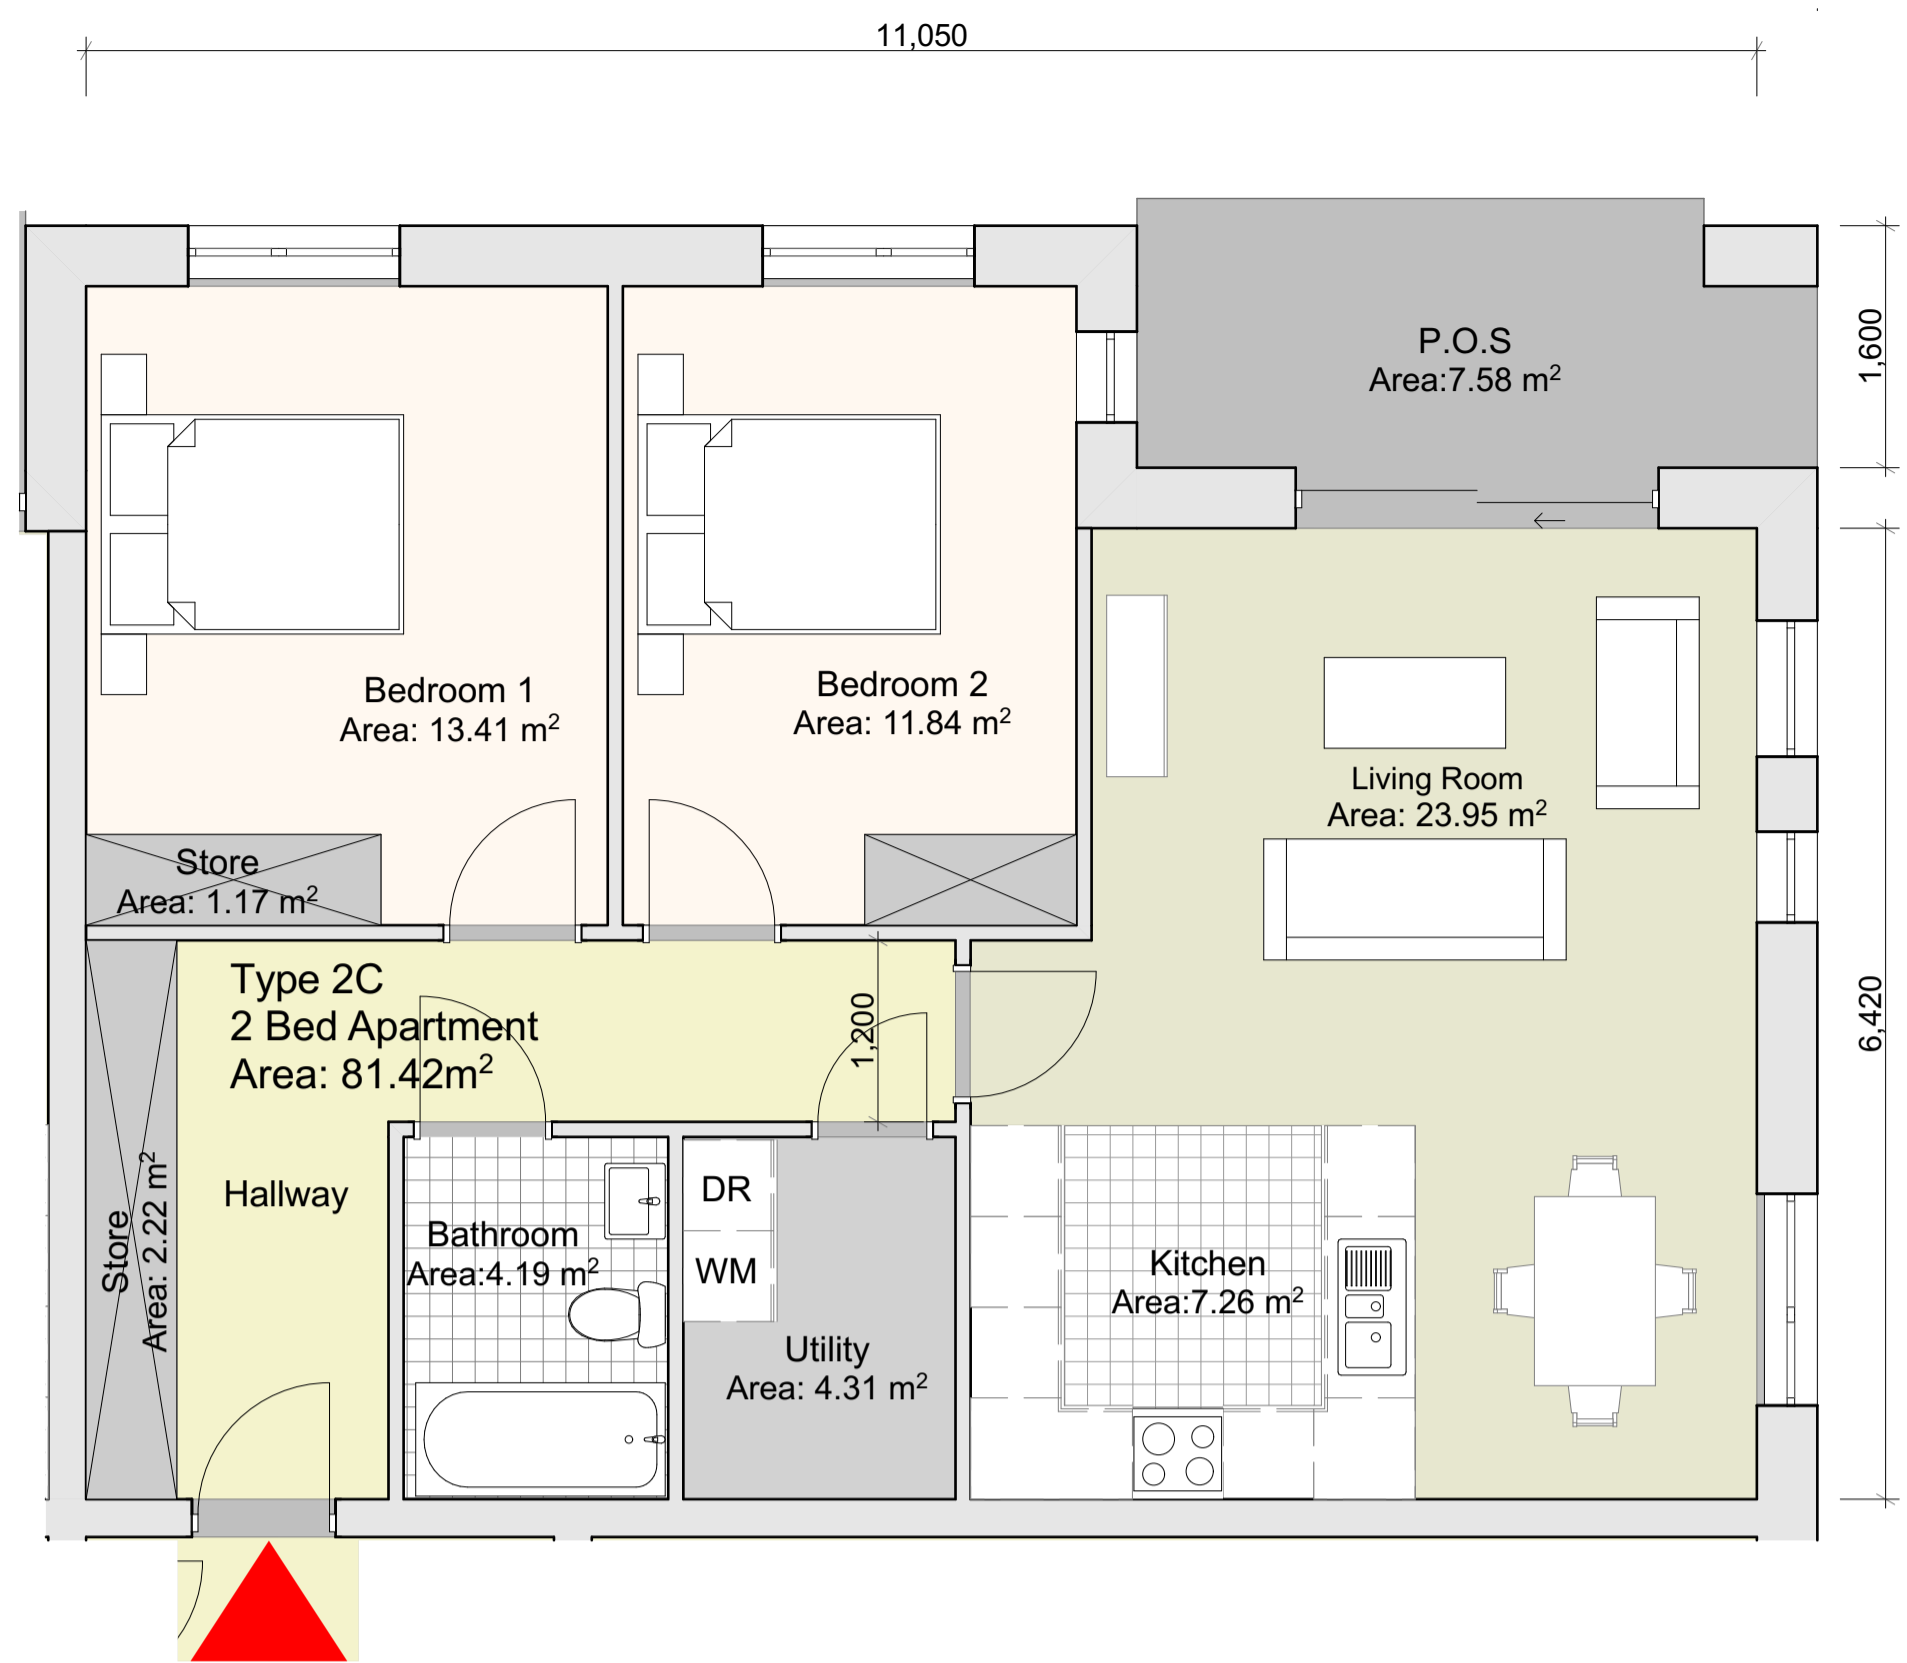 11,050
P.O.S
Area:7.58 m²
1,600
Bedroom 1
Area: 13.41 m²
Bedroom 2
Area: 11.84 m²
Living Room
Area: 23.95 m²
Store
Area: 1.17 m²
Type 2C
2 Bed Apartment
Area: 81.42m²
1,200
6,420
Store
Area: 2.22 m²
Hallway
Bathroom
Area:4.19 m²
DR
WM
Utility
Area: 4.31 m²
Kitchen
Area:7.26 m²